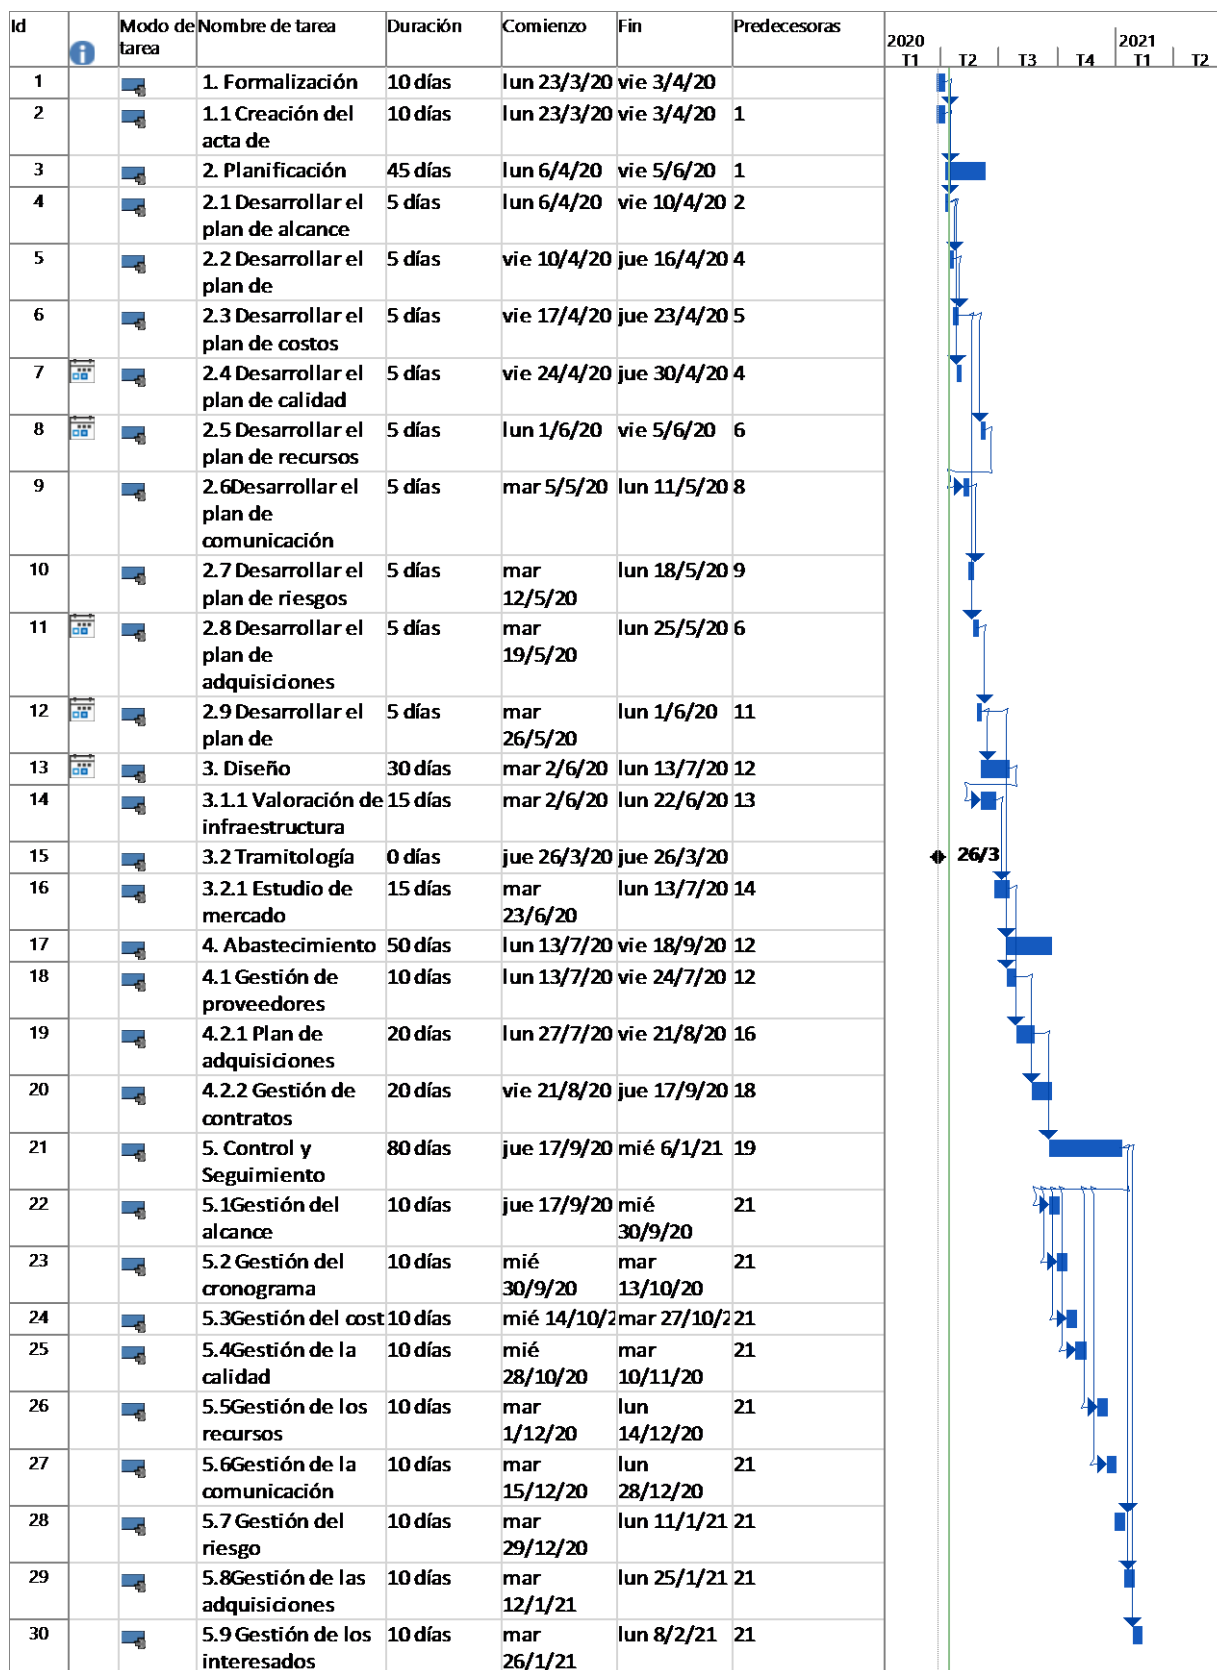 Id Modo de Nombre de tarea Duración Comienzo Fin Predecesoras
tarea
2020 2021
T1 T2 T3 T4 T1 T2
1 1. Formalización 10 días lun 23/3/20 vie 3/4/20
2 1.1 Creación del 10 días lun 23/3/20 vie 3/4/20 1
acta de
3 2. Planificación 45 días lun 6/4/20 vie 5/6/20 1
4 2.1 Desarrollar el 5 días lun 6/4/20 vie 10/4/20 2
plan de alcance
5 2.2 Desarrollar el 5 días vie 10/4/20 jue 16/4/20 4
plan de
6 2.3 Desarrollar el 5 días vie 17/4/20 jue 23/4/20 5
plan de costos
7 2.4 Desarrollar el 5 días vie 24/4/20 jue 30/4/20 4
plan de calidad
8 2.5 Desarrollar el 5 días lun 1/6/20 vie 5/6/20 6
plan de recursos
9 2.6Desarrollar el 5 días mar 5/5/20 lun 11/5/20 8
plan de
comunicación
10 2.7 Desarrollar el 5 días mar lun 18/5/20 9
plan de riesgos 12/5/20
11 2.8 Desarrollar el 5 días mar lun 25/5/20 6
plan de 19/5/20
adquisiciones
12 2.9 Desarrollar el 5 días mar lun 1/6/20 11
plan de 26/5/20
13 3. Diseño 30 días mar 2/6/20 lun 13/7/20 12
14 3.1.1 Valoración de 15 días mar 2/6/20 lun 22/6/20 13
infraestructura
15 3.2 Tramitología 0 días jue 26/3/20 jue 26/3/20 26/3
16 3.2.1 Estudio de 15 días mar lun 13/7/20 14
mercado 23/6/20
17 4. Abastecimiento 50 días lun 13/7/20 vie 18/9/20 12
18 4.1 Gestión de 10 días lun 13/7/20 vie 24/7/20 12
proveedores
19 4.2.1 Plan de 20 días lun 27/7/20 vie 21/8/20 16
adquisiciones
20 4.2.2 Gestión de 20 días vie 21/8/20 jue 17/9/20 18
contratos
21 5. Control y 80 días jue 17/9/20 mié 6/1/21 19
Seguimiento
22 5.1Gestión del 10 días jue 17/9/20 mié 21
alcance 30/9/20
23 5.2 Gestión del 10 días mié mar 21
cronograma 30/9/20 13/10/20
24 5.3Gestión del cost 10 días mié 14/10/2 mar 27/10/2 21
25 5.4Gestión de la 10 días mié mar 21
calidad 28/10/20 10/11/20
26 5.5Gestión de los 10 días mar lun 21
recursos 1/12/20 14/12/20
27 5.6Gestión de la 10 días mar lun 21
comunicación 15/12/20 28/12/20
28 5.7 Gestión del 10 días mar lun 11/1/21 21
riesgo 29/12/20
29 5.8Gestión de las 10 días mar lun 25/1/21 21
adquisiciones 12/1/21
30 5.9 Gestión de los 10 días mar lun 8/2/21 21
interesados 26/1/21